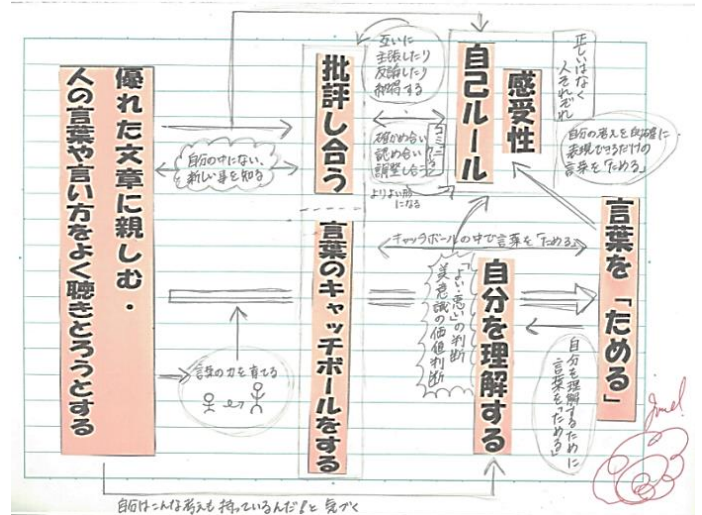 優れた文章に親しむ・
人の言葉や言い方をよく聴きとろうとする
自分の中にない、
新しい事を知る
言葉の力を育てる
批評し合う
言葉のキャッチボールをする
互いに
主張したり
反論したり
納得する
確かめ合い
認め合い
調整し合う
よりよい形
になる
自己ルール
感受性
正しいはなく
人それぞれ
自分の考えを明確に
表現できるだけの
言葉を「ためる」
キャッチボールの中で言葉を「ためる」
「よい・悪い」の判断
美意識の価値判断
自分を理解する
言葉を「ためる」
自分を理解するために
言葉を「ためる」
自分はこんな考えも持っているんだ!と気づく